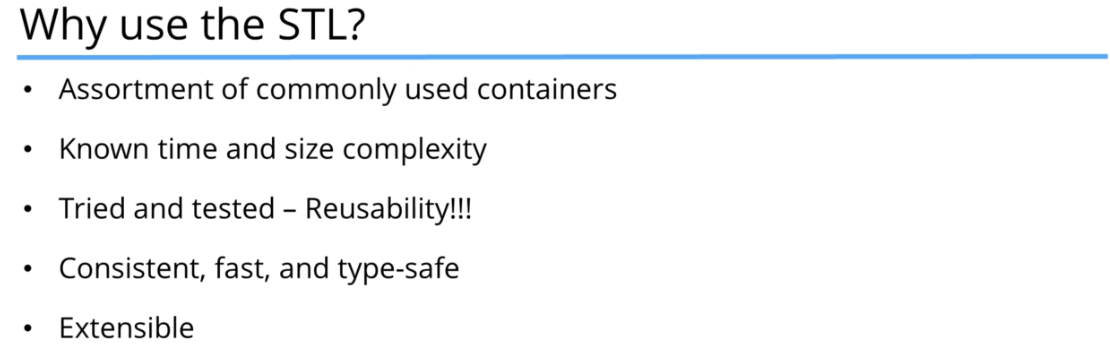 Why use the STL?
• Assortment of commonly used containers
• Known time and size complexity
• Tried and tested – Reusability!!!
• Consistent, fast, and type-safe
• Extensible